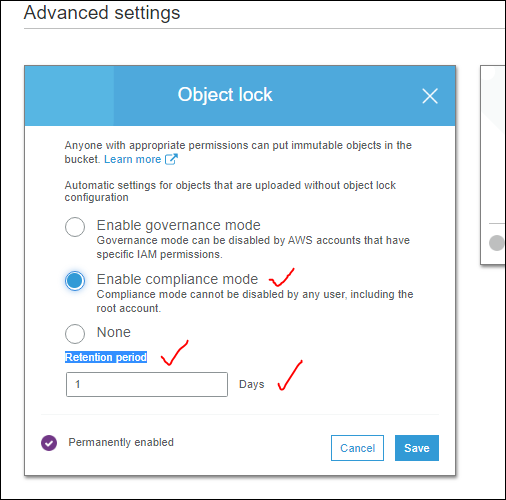 Advanced settings
Object lock
Anyone with appropriate permissions can put immutable objects in the
bucket. Learn more
Automatic settings for objects that are uploaded without object lock
configuration
Enable governance mode
Governance mode can be disabled by AWS accounts that have
specific IAM permissions.
Enable compliance mode
Compliance mode cannot be disabled by any user, including the
root account.
None
Retention period
1 Days
Permanently enabled
Cancel Save